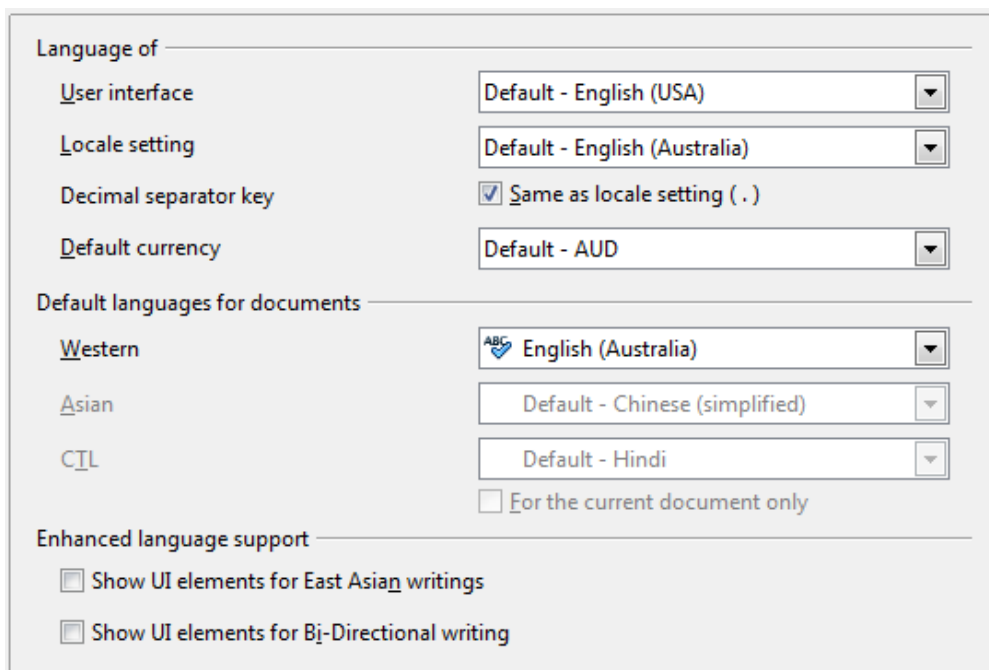 Language of
User interface Default - English (USA)
Locale setting Default - English (Australia)
Decimal separator key Same as locale setting ( . )
Default currency Default - AUD
Default languages for documents
Western ABC English (Australia)
Asian Default - Chinese (simplified)
CTL Default - Hindi
For the current document only
Enhanced language support
Show UI elements for East Asian writings
Show UI elements for Bi-Directional writing